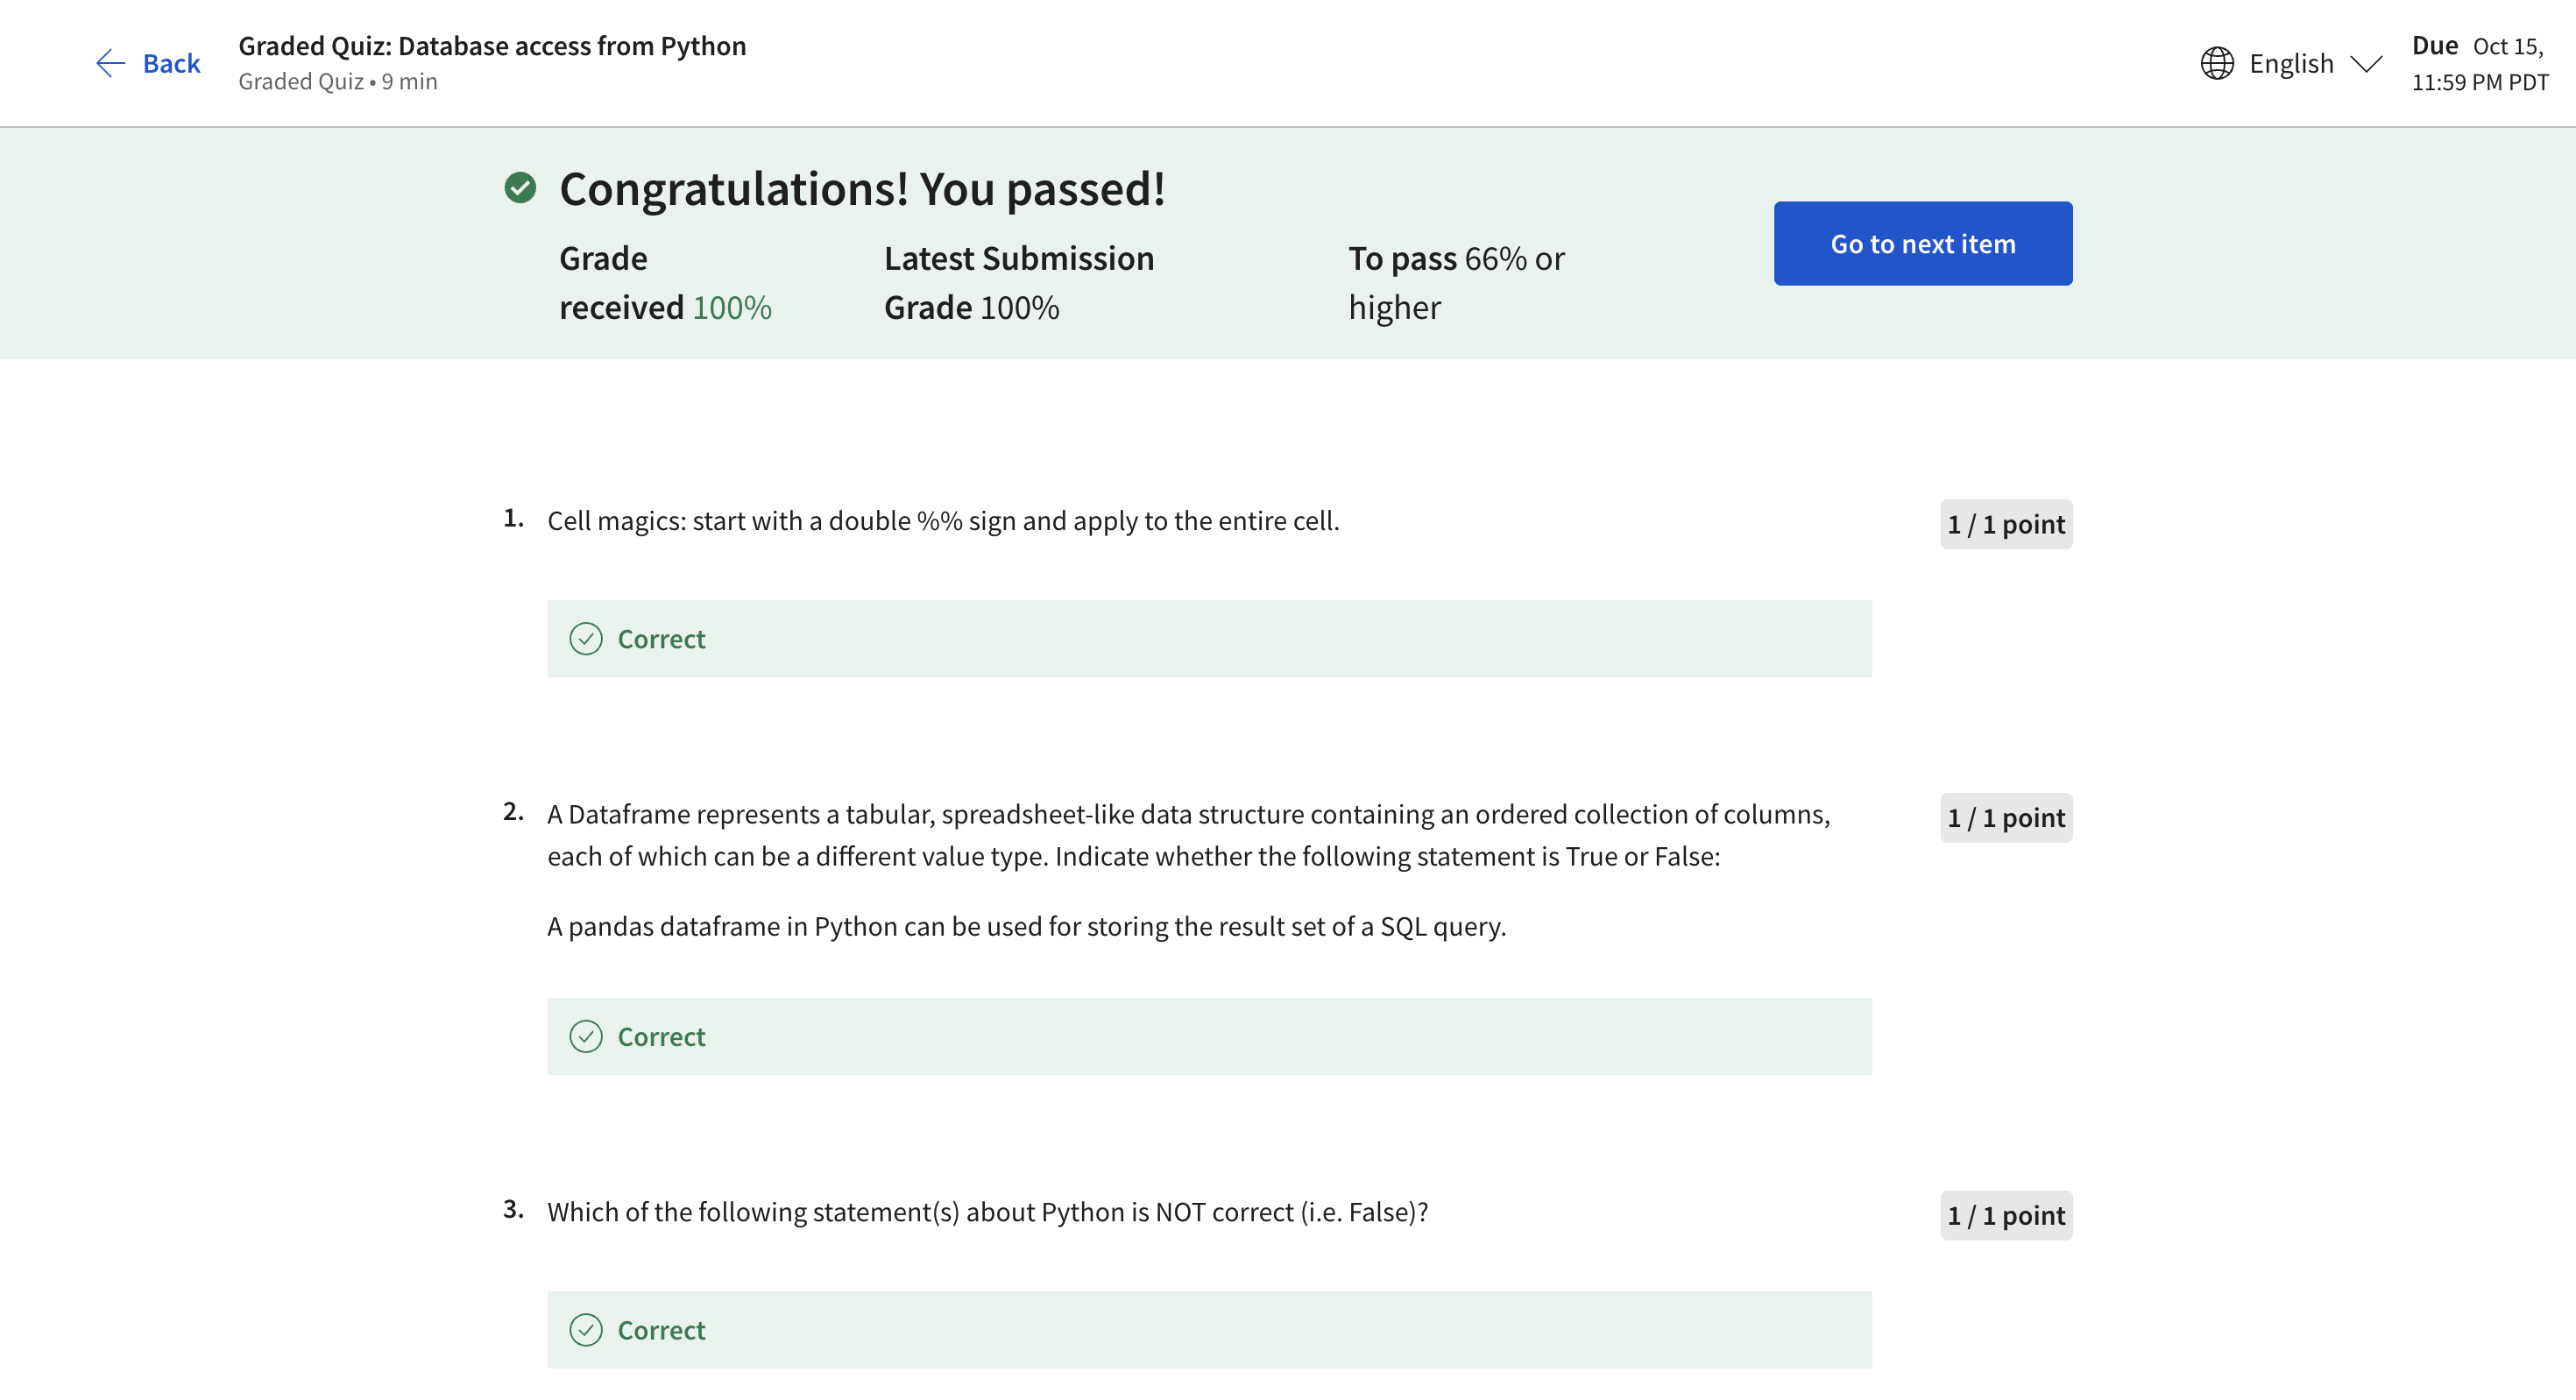 Back
Graded Quiz: Database access from Python
Graded Quiz • 9 min
English
Due Oct 15,
11:59 PM PDT
Congratulations! You passed!
Grade
received 100%
Latest Submission
Grade 100%
To pass 66% or
higher
Go to next item
1. Cell magics: start with a double %% sign and apply to the entire cell.
1 / 1 point
Correct
2. A Dataframe represents a tabular, spreadsheet-like data structure containing an ordered collection of columns,
each of which can be a different value type. Indicate whether the following statement is True or False:
1 / 1 point
A pandas dataframe in Python can be used for storing the result set of a SQL query.
Correct
3. Which of the following statement(s) about Python is NOT correct (i.e. False)?
1 / 1 point
Correct